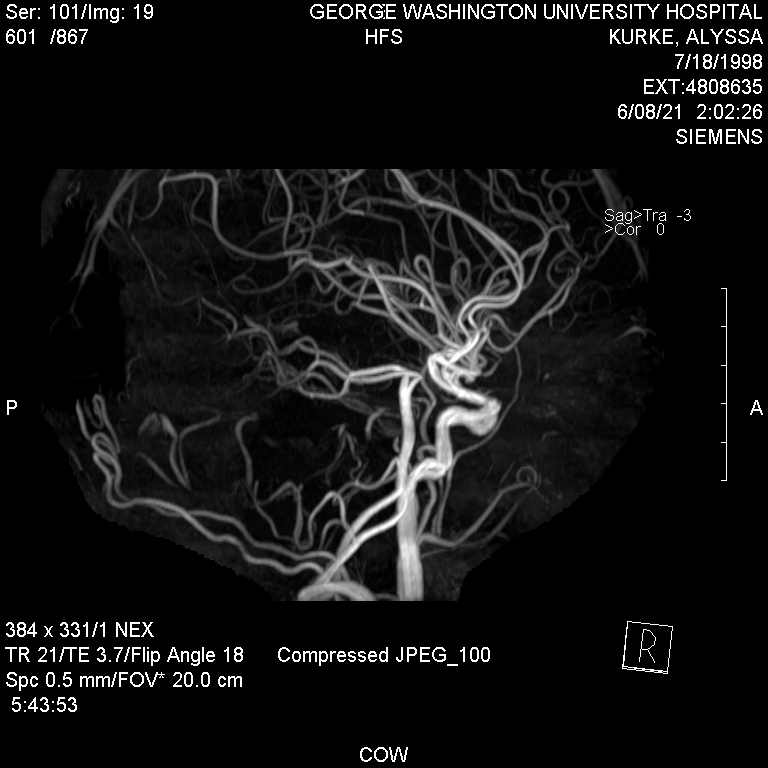 Ser: 101/Img: 19
GEORGE WASHINGTON UNIVERSITY HOSPITAL
601 /867
HFS
KURKE, ALYSSA
7/18/1998
EXT:4808635
6/08/21 2:02:26
SIEMENS
Sag>Tra -3
>Cor 0
P
A
384 x 331/1 NEX
TR 21/TE 3.7/Flip Angle 18
Compressed JPEG_100
Spc 0.5 mm/FOV* 20.0 cm
5:43:53
R
COW